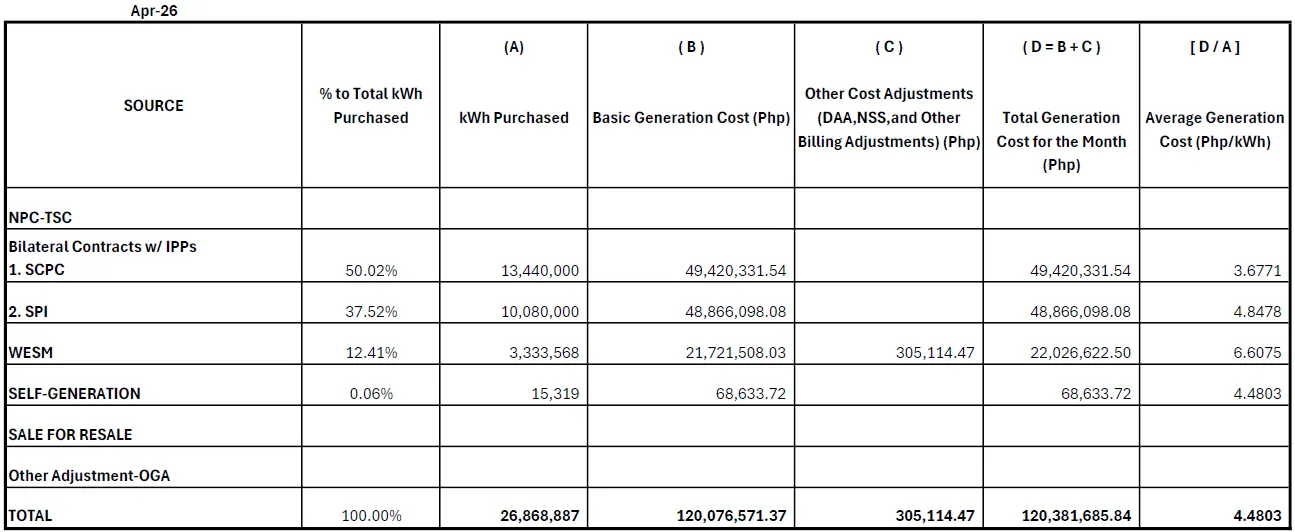 Apr-26
SOURCE % to Total kWh Purchased (A) kWh Purchased ( B ) Basic Generation Cost (Php) ( C ) Other Cost Adjustments (DAA,NSS,and Other Billing Adjustments) (Php) ( D = B + C ) Total Generation Cost for the Month (Php) [ D / A ] Average Generation Cost (Php/kWh)
NPC-TSC
Bilateral Contracts w/ IPPs
1. SCPC 50.02% 13,440,000 49,420,331.54 49,420,331.54 3.6771
2. SPI 37.52% 10,080,000 48,866,098.08 48,866,098.08 4.8478
WESM 12.41% 3,333,568 21,721,508.03 305,114.47 22,026,622.50 6.6075
SELF-GENERATION 0.06% 15,319 68,633.72 68,633.72 4.4803
SALE FOR RESALE
Other Adjustment-OGA
TOTAL 100.00% 26,868,887 120,076,571.37 305,114.47 120,381,685.84 4.4803